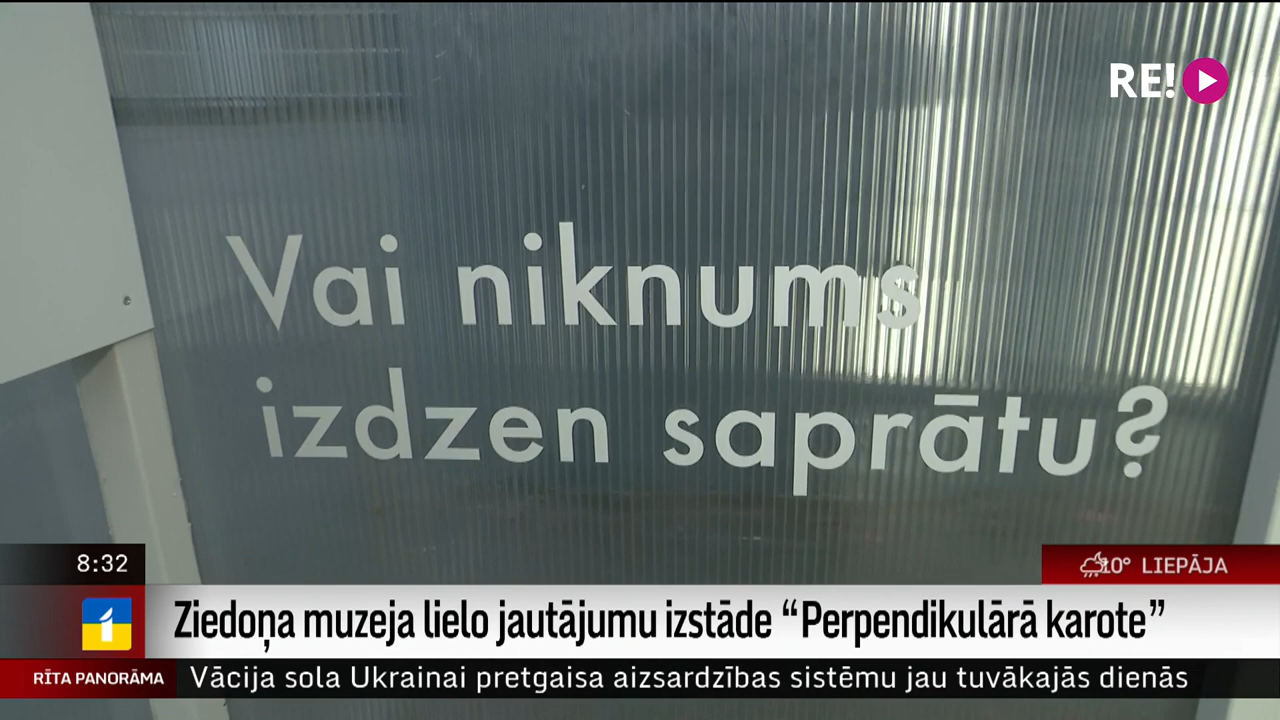 RE!
Vai niknums
izdzen saprātu?
8:32
10° LIEPĀJA
1
Ziedoņa muzeja lielo jautājumu izstāde “Perpendikulārā karote”
RĪTA PANORĀMA
Vācija sola Ukrainai pretgaisa aizsardzības sistēmu jau tuvākajās dienās